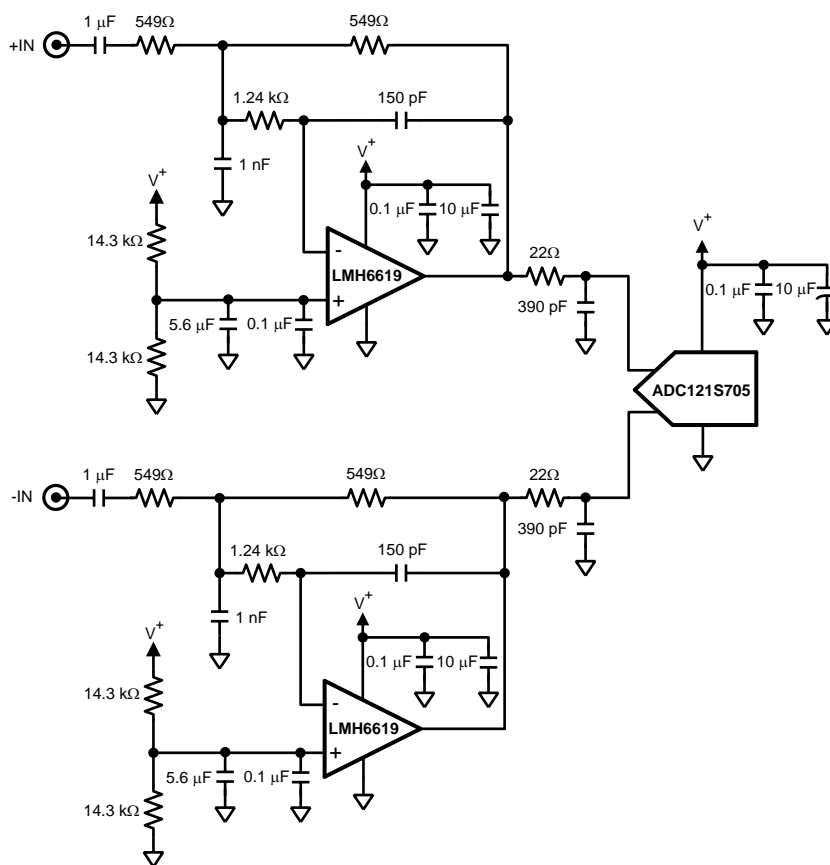 1 μF
549Ω
549Ω
+IN
1.24 kΩ
150 pF
1 nF
V+
V+
0.1 μF
10 μF
14.3 kΩ
V+
-
LMH6619
22Ω
+
0.1 μF
10 μF
5.6 μF
0.1 μF
390 pF
14.3 kΩ
ADC121S705
1 μF
549Ω
549Ω
22Ω
-IN
390 pF
1.24 kΩ
150 pF
1 nF
V+
V+
0.1 μF
10 μF
14.3 kΩ
-
LMH6619
+
5.6 μF
0.1 μF
14.3 kΩ